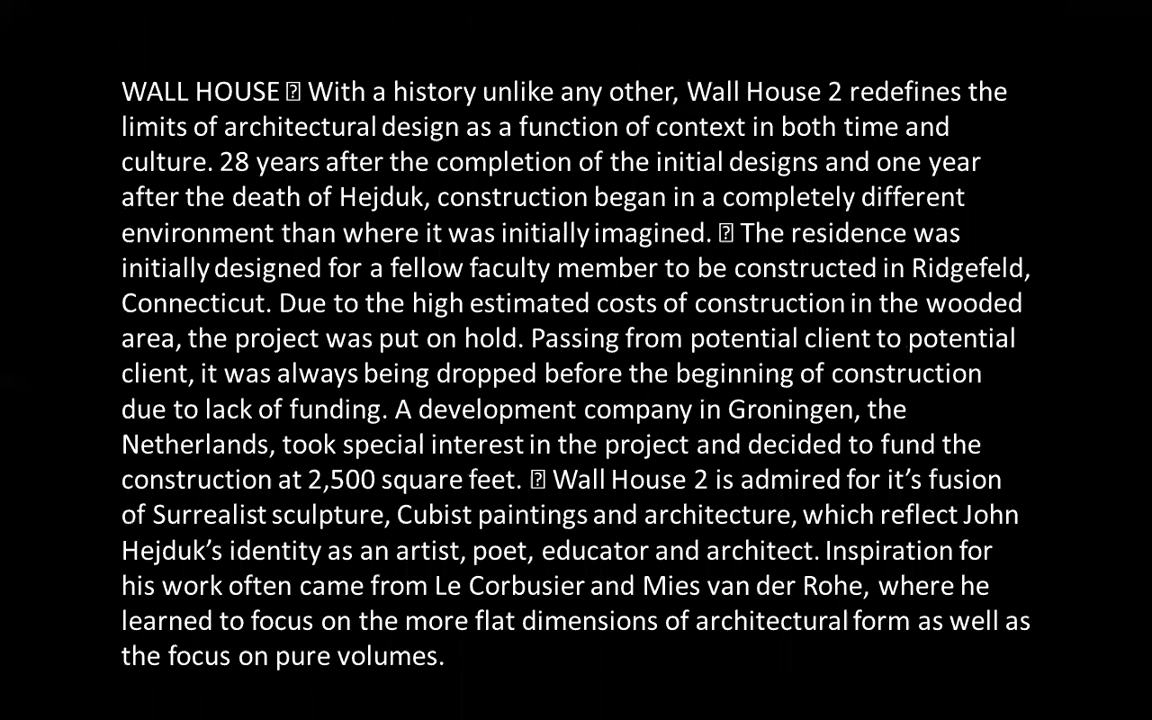 WALL HOUSE ⍰ With a history unlike any other, Wall House 2 redefines the
limits of architectural design as a function of context in both time and
culture. 28 years after the completion of the initial designs and one year
after the death of Hejduk, construction began in a completely different
environment than where it was initially imagined. ⍰ The residence was
initially designed for a fellow faculty member to be constructed in Ridgefeld,
Connecticut. Due to the high estimated costs of construction in the wooded
area, the project was put on hold. Passing from potential client to potential
client, it was always being dropped before the beginning of construction
due to lack of funding. A development company in Groningen, the
Netherlands, took special interest in the project and decided to fund the
construction at 2,500 square feet. ⍰ Wall House 2 is admired for it’s fusion
of Surrealist sculpture, Cubist paintings and architecture, which reflect John
Hejduk’s identity as an artist, poet, educator and architect. Inspiration for
his work often came from Le Corbusier and Mies van der Rohe, where he
learned to focus on the more flat dimensions of architectural form as well as
the focus on pure volumes.